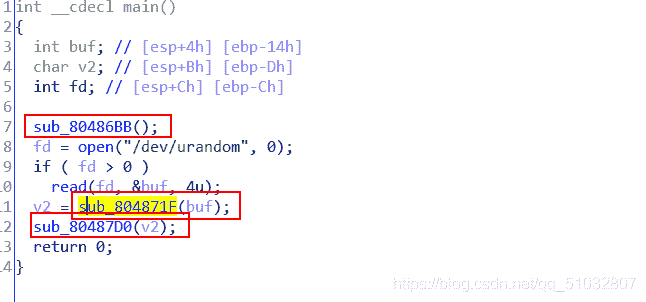 1 int __cdecl main()
2 {
3 int buf; // [esp+4h] [ebp-14h]
4 char v2; // [esp+Bh] [ebp-Dh]
5 int fd; // [esp+Ch] [ebp-Ch]
6
7 sub_80486BB();
8 fd = open("/dev/urandom", 0);
9 if ( fd > 0 )
10 read(fd, &buf, 4u);
11 v2 = sub_804871F(buf);
12 sub_80487D0(v2);
13 return 0;
14 }
https://blog.csdn.net/qq_51032807